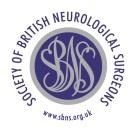 SOCIETY OF BRITISH NEUROLOGICAL SURGEONS
SBNS
www.sbns.org.uk